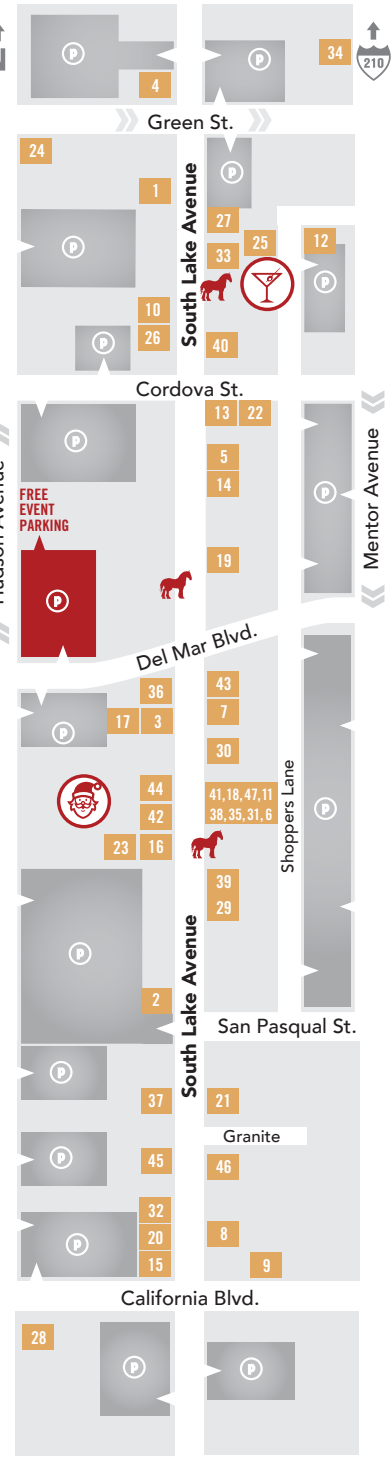 N
P
P
34
210
4
Green St.
24
P
1
South Lake Avenue
27
25
12
P
33
P
10
26
P
40
Cordova St.
13
22
P
5
14
P
Mentor Avenue
Hudson Avenue
FREE
EVENT
PARKING
19
P
Del Mar Blvd.
36
43
P
17
3
7
30
44
41,18,47,11
38,35,31,6
P
Shoppers Lane
42
23
16
39
29
P
South Lake Avenue
2
San Pasqual St.
P
37
21
Granite
P
45
46
32
20
8
P
15
9
California Blvd.
28
P
P